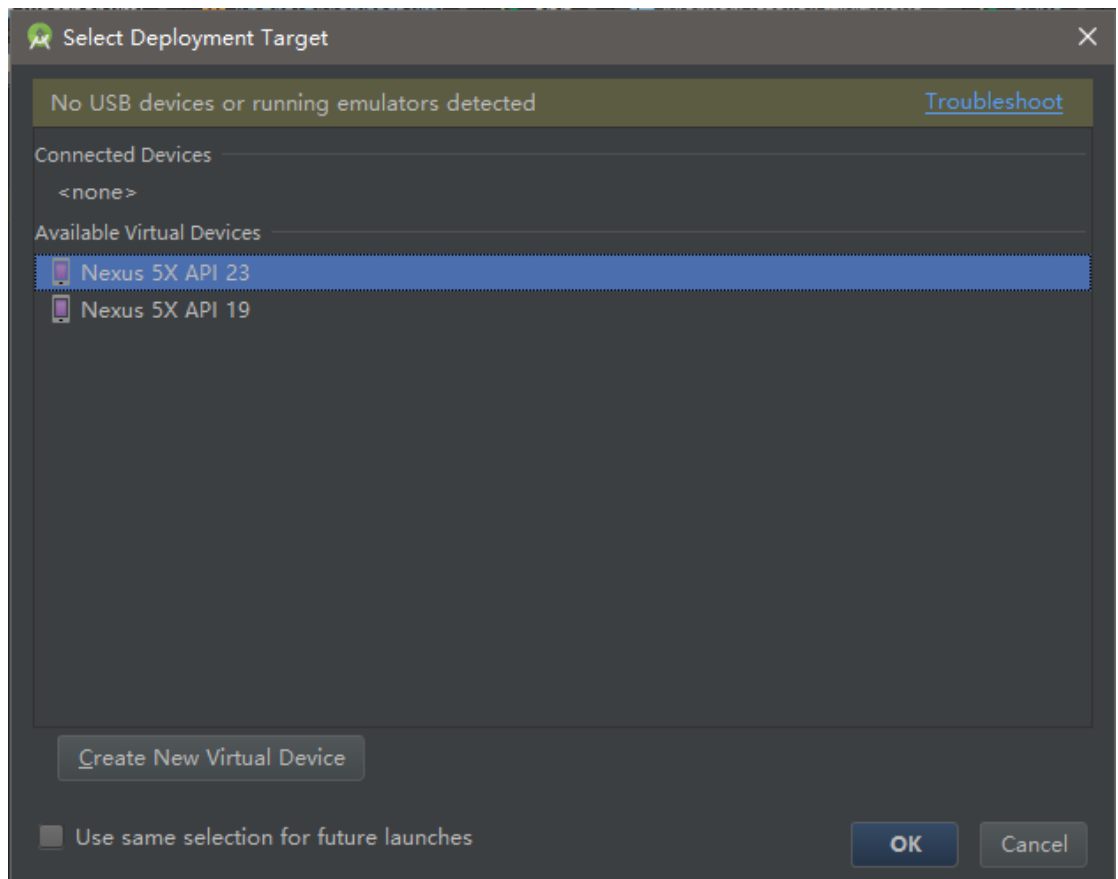 Select Deployment Target
No USB devices or running emulators detected Troubleshoot
Connected Devices
<none>
Available Virtual Devices
Nexus 5X API 23
Nexus 5X API 19
Create New Virtual Device
Use same selection for future launches
OK Cancel